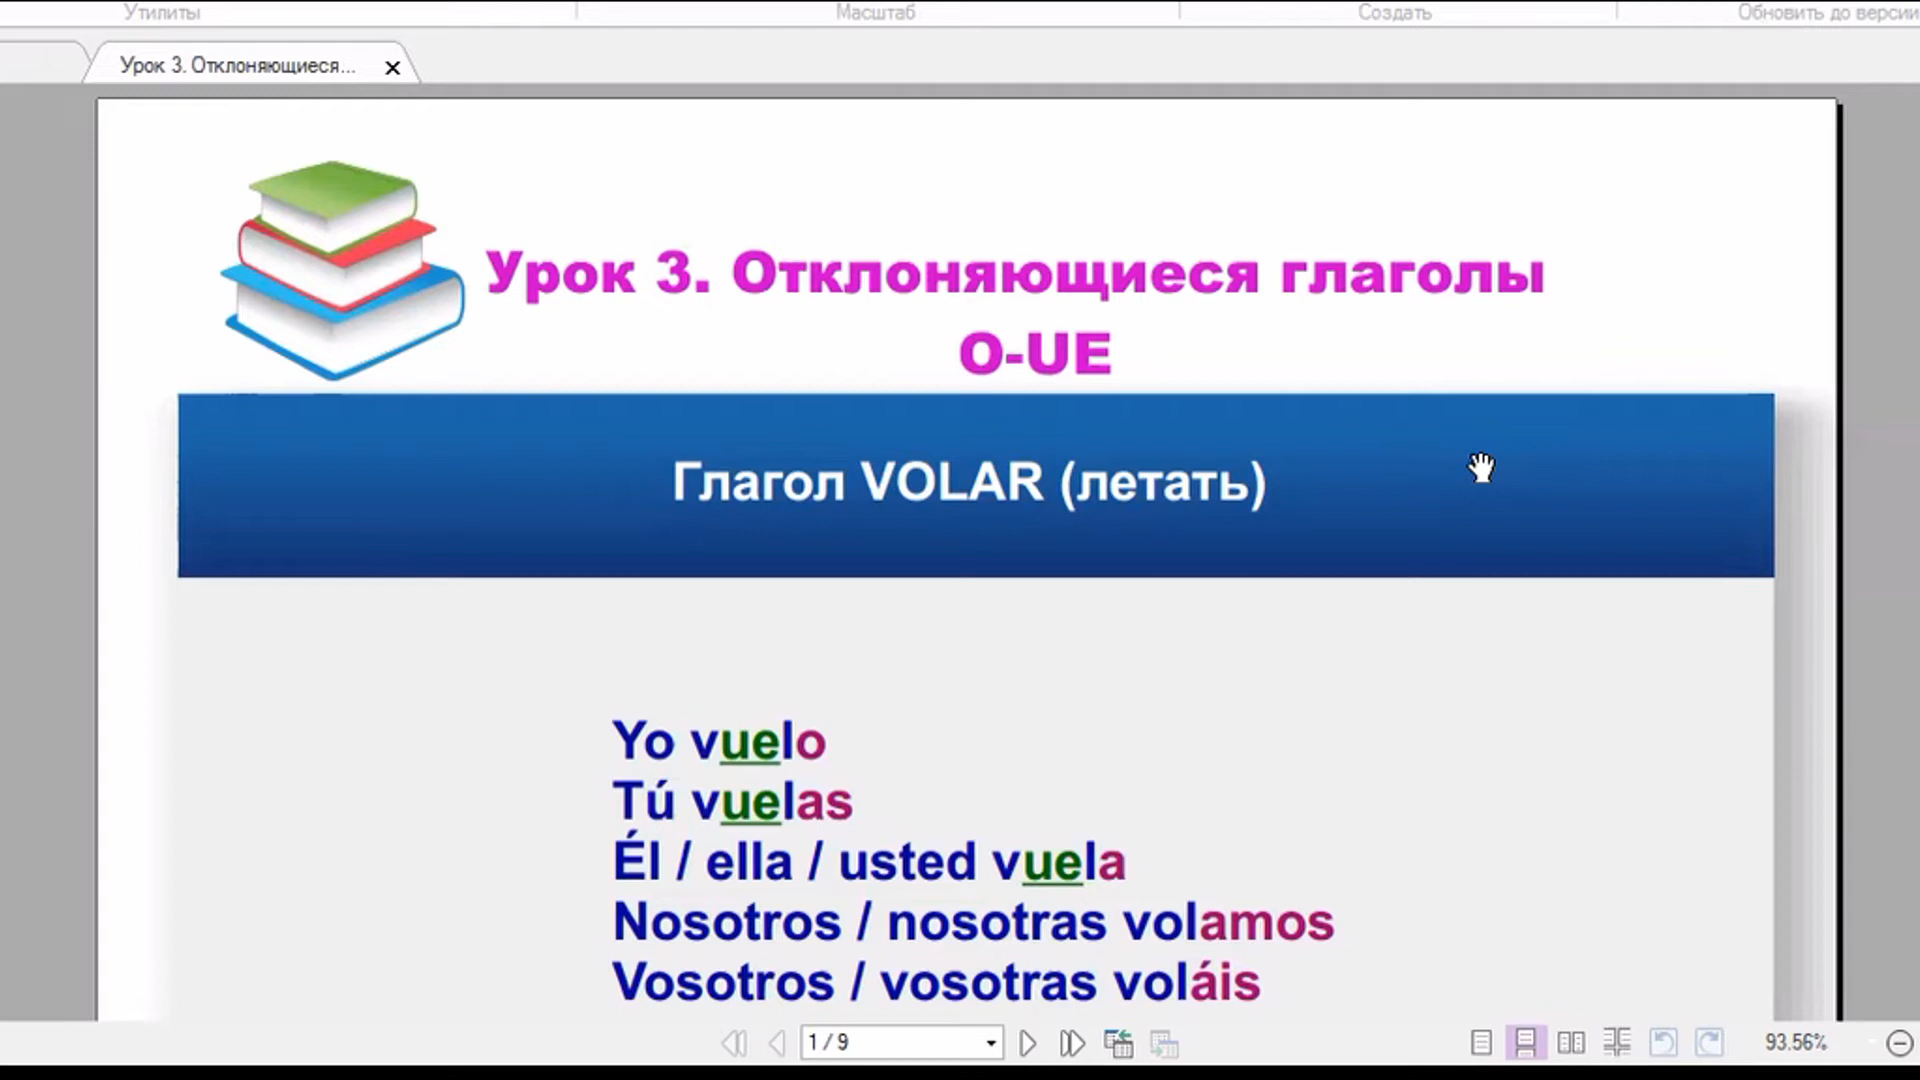 Утилиты
Масштаб
Создать
Обновить до версии
Урок 3. Отклоняющиеся...
Урок 3. Отклоняющиеся глаголы
O-UE
Глагол VOLAR (летать)
Yo vuelo
Tú vuelas
Él / ella / usted vuela
Nosotros / nosotras volamos
Vosotros / vosotras voláis
1 / 9
93.56%